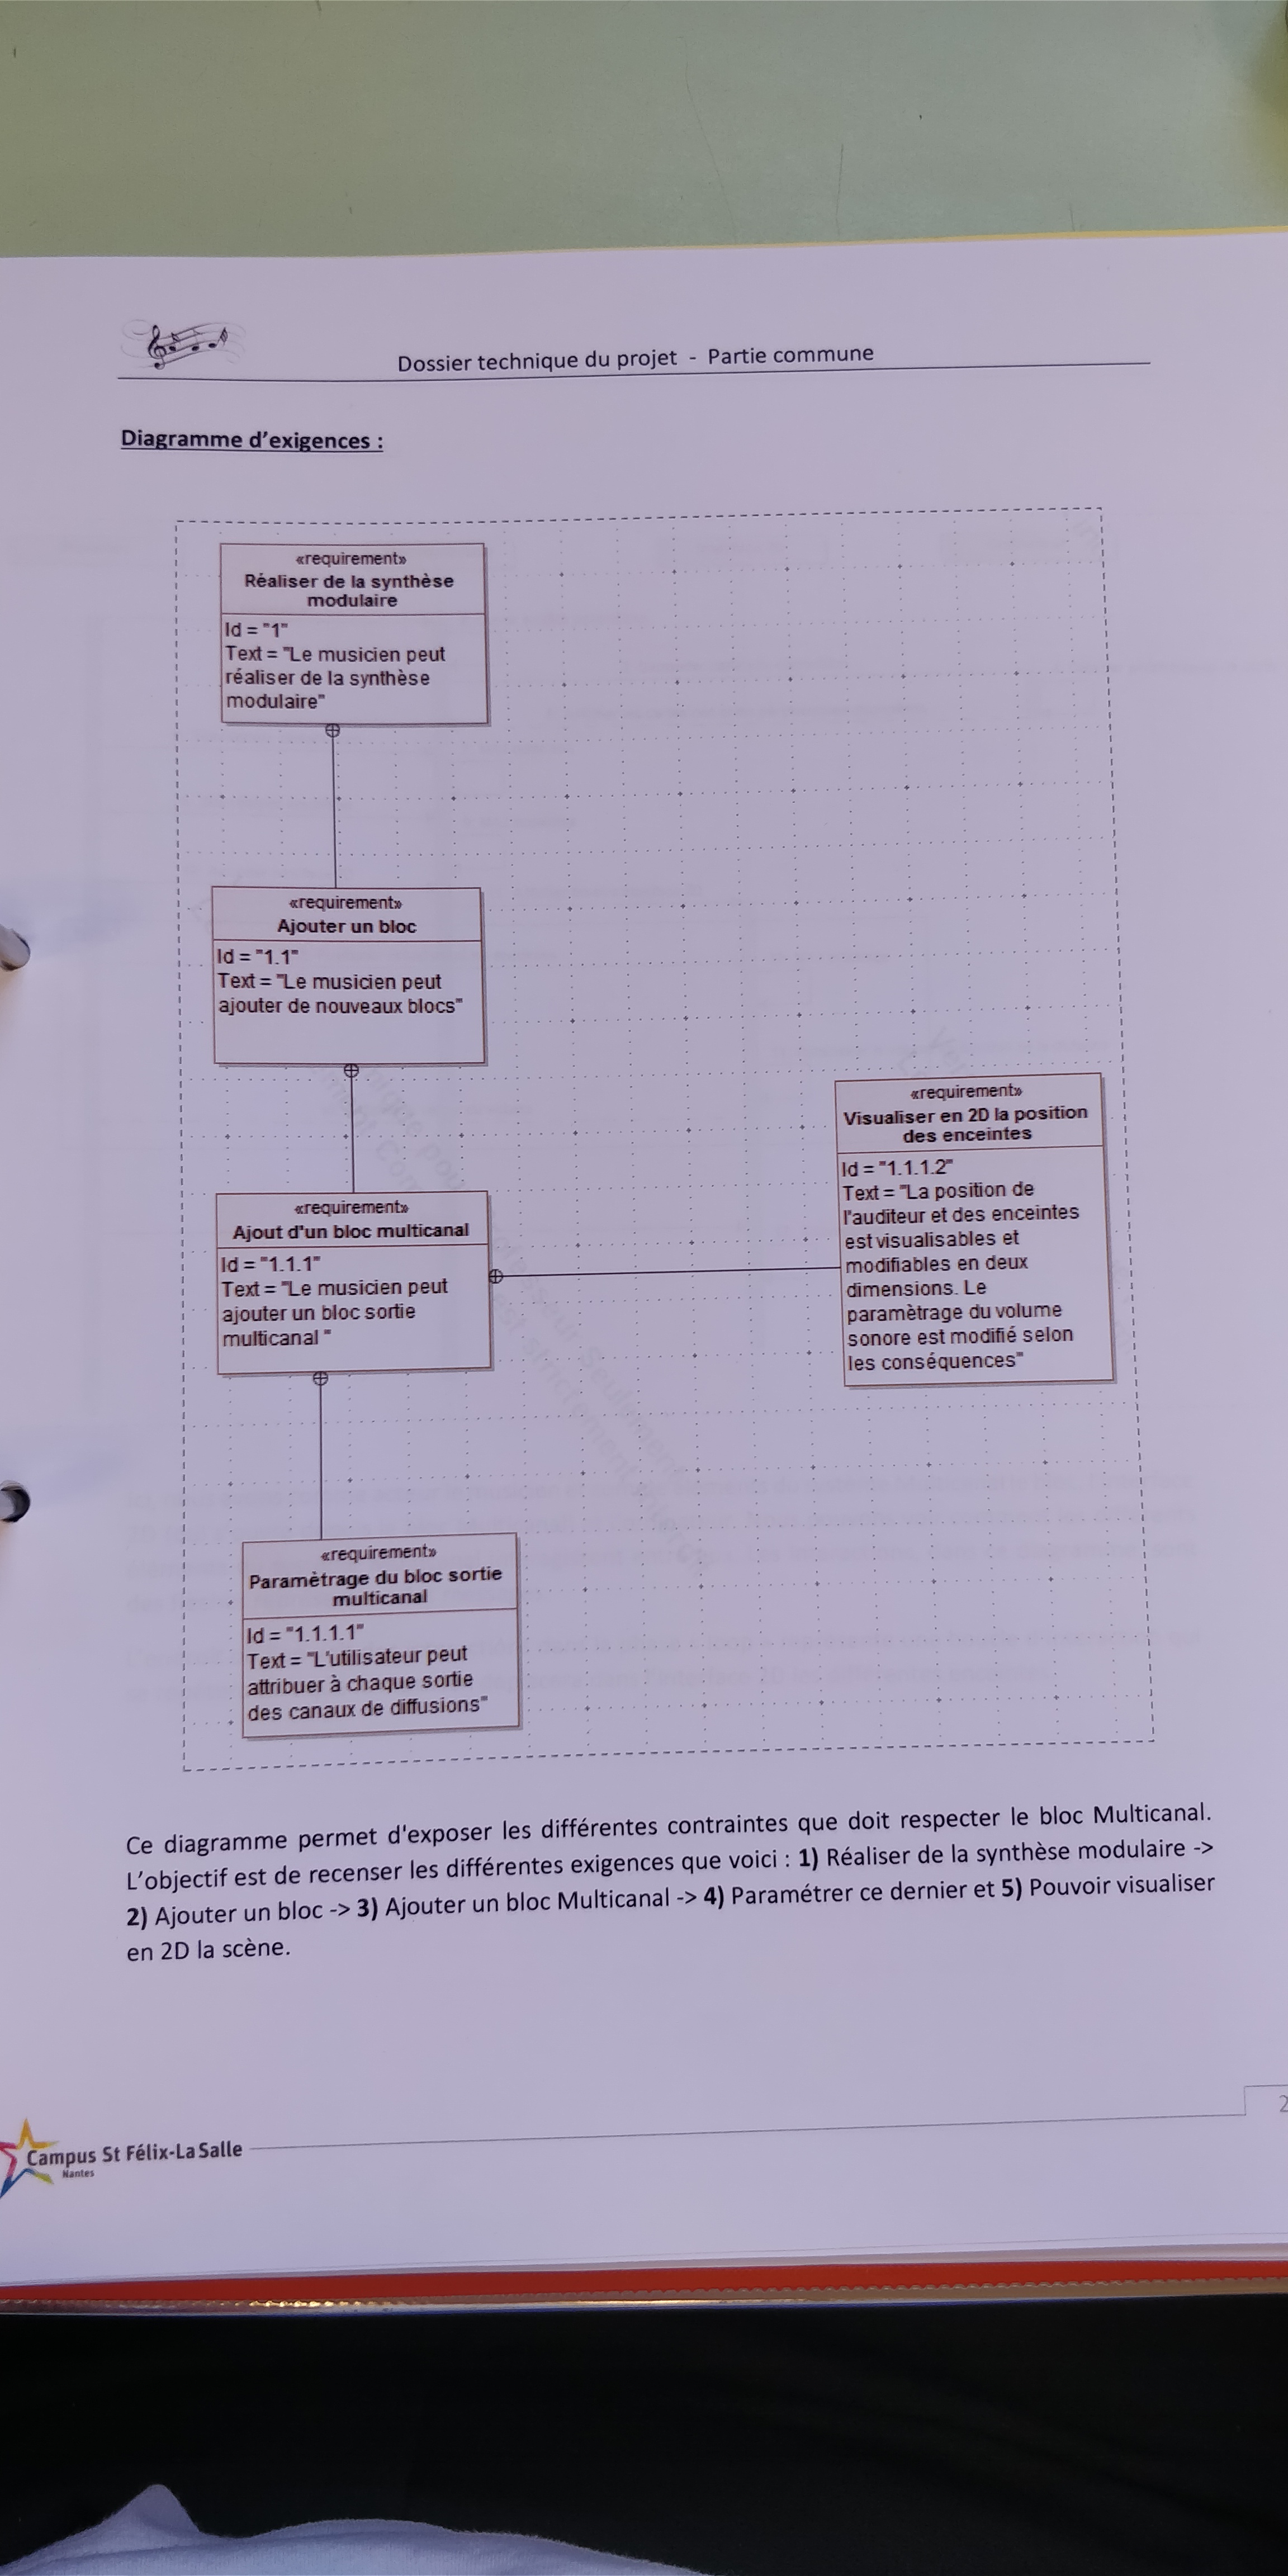 Dossier technique du projet - Partie commune
Diagramme d'exigences :
«requirement»
Réaliser de la synthèse
modulaire
Id = "1"
Text = "Le musicien peut
réaliser de la synthèse
modulaire"
«requirement»
Ajouter un bloc
Id = "1.1"
Text = "Le musicien peut
ajouter de nouveaux blocs"
«requirement»
Ajout d'un bloc multicanal
Id = "1.1.1"
Text = "Le musicien peut
ajouter un bloc sortie
multicanal "
«requirement»
Visualiser en 2D la position
des enceintes
Id = "1.1.1.2"
Text = "La position de
l'auditeur et des enceintes
est visualisables et
modifiables en deux
dimensions. Le
paramètrage du volume
sonore est modifié selon
les conséquences"
«requirement»
Paramètrage du bloc sortie
multicanal
Id = "1.1.1.1"
Text = "L'utilisateur peut
attribuer à chaque sortie
des canaux de diffusions"
Ce diagramme permet d'exposer les différentes contraintes que doit respecter le bloc Multicanal.
L'objectif est de recenser les différentes exigences que voici : 1) Réaliser de la synthèse modulaire ->
2) Ajouter un bloc -> 3) Ajouter un bloc Multicanal -> 4) Paramétrer ce dernier et 5) Pouvoir visualiser
en 2D la scène.
2
Campus St Félix-La Salle
Nantes